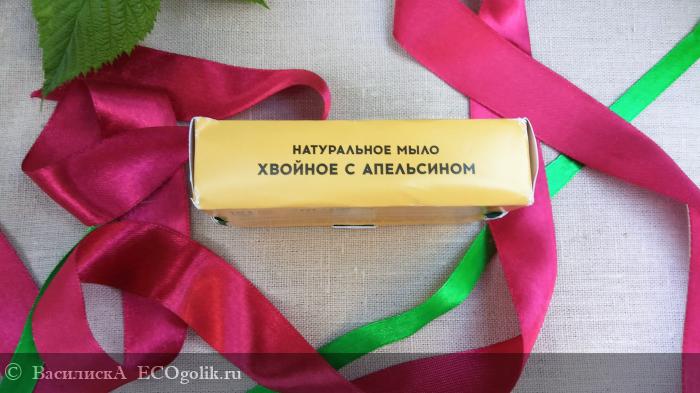 НАТУРАЛЬНОЕ МЫЛО
ХВОЙНОЕ С АПЕЛЬСИНОМ
© ВасилискА ECOgolik.ru